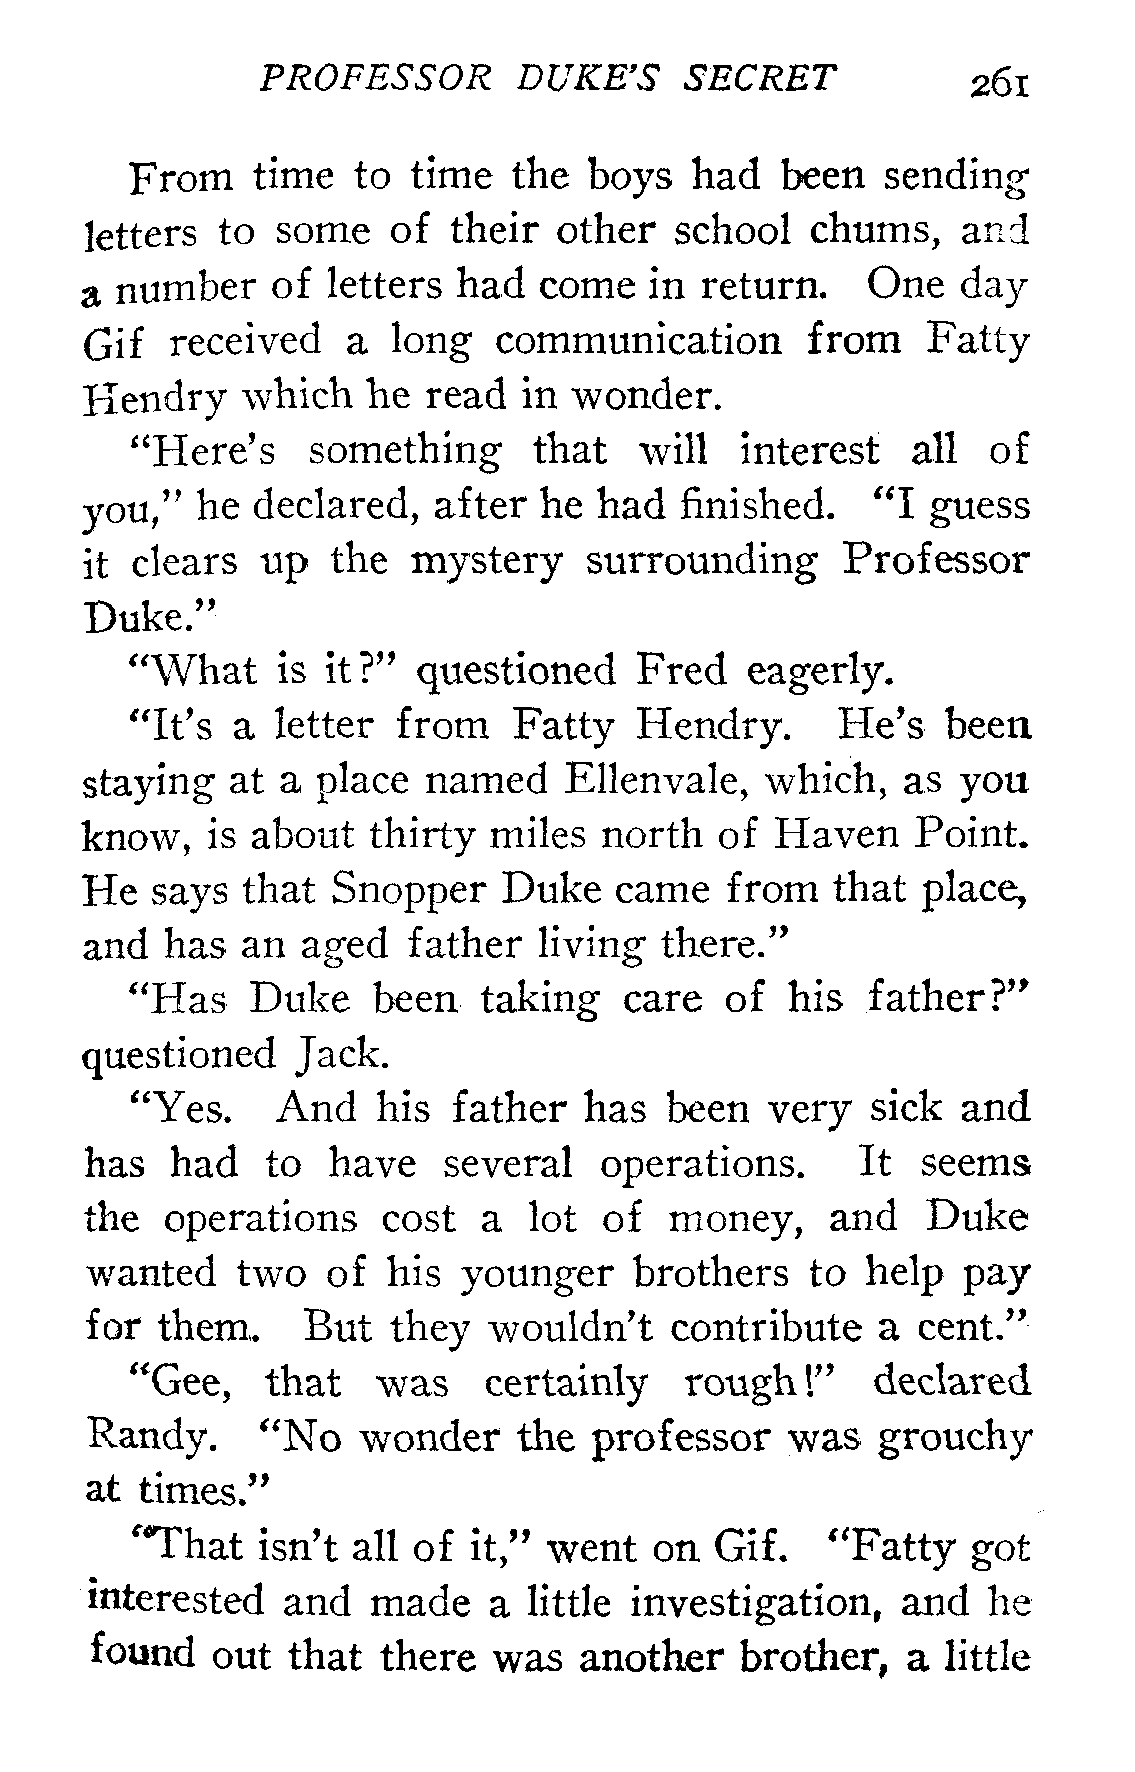 PROFESSOR DUKE'S SECRET 261
From time to time the boys had been sending
letters to some of their other school chums, and
a number of letters had come in return. One day
Gif received a long communication from Fatty
Hendry which he read in wonder.
“Here's something that will interest all of
you,” he declared, after he had finished. “I guess
it clears up the mystery surrounding Professor
Duke.”
“What is it?” questioned Fred eagerly.
“It's a letter from Fatty Hendry. He's been
staying at a place named Ellenvale, which, as you
know, is about thirty miles north of Haven Point.
He says that Snopper Duke came from that place,
and has an aged father living there.”
“Has Duke been taking care of his father?”
questioned Jack.
“Yes. And his father has been very sick and
has had to have several operations. It seems
the operations cost a lot of money, and Duke
wanted two of his younger brothers to help pay
for them. But they wouldn't contribute a cent.”
“Gee, that was certainly rough!” declared
Randy. “No wonder the professor was grouchy
at times.”
“That isn't all of it,” went on Gif. “Fatty got
interested and made a little investigation, and he
found out that there was another brother, a little